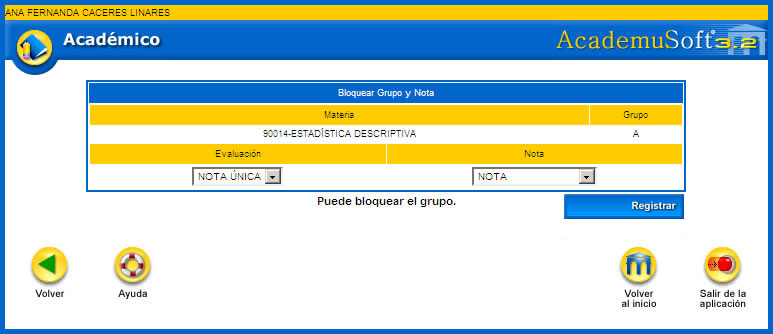 ANA FERNANDA CACERES LINARES
Académico
AcademuSoft 3.2
Bloquear Grupo y Nota
Materia Grupo
90014-ESTADÍSTICA DESCRIPTIVA A
Evaluación Nota
NOTA ÚNICA NOTA
Puede bloquear el grupo.
Registrar
Volver Ayuda Volver Salir de la
al inicio aplicación